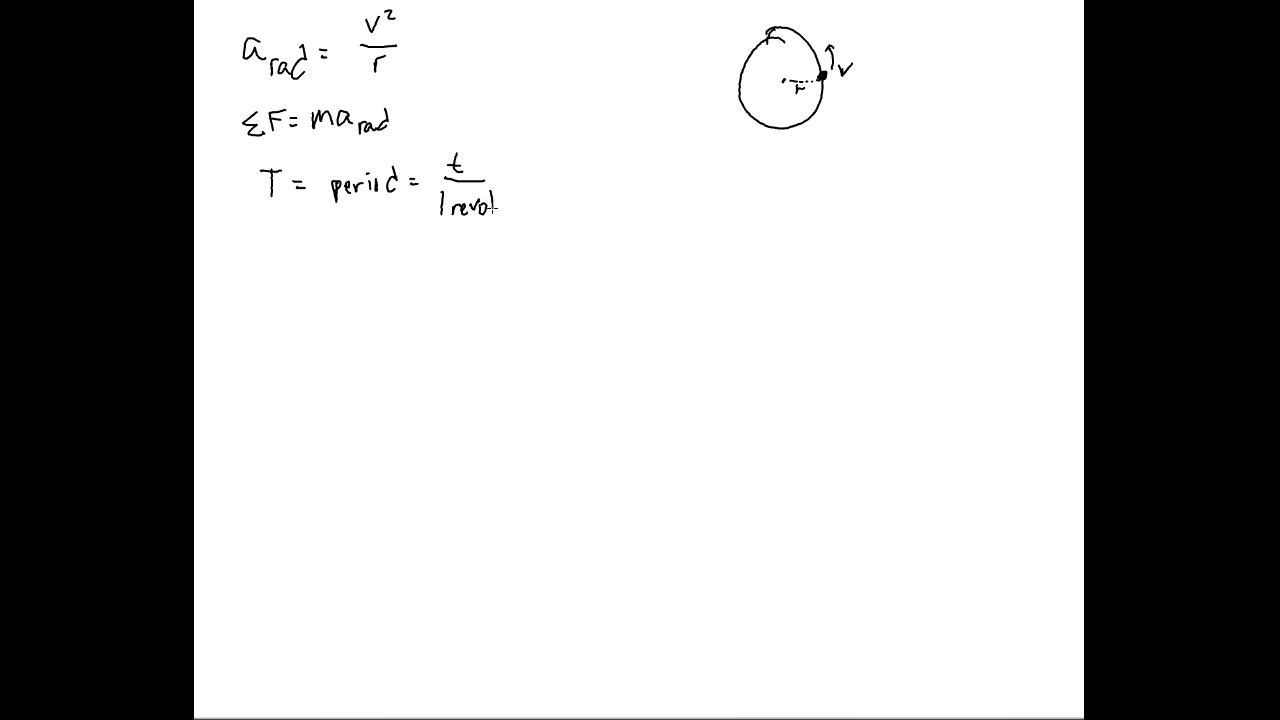 a_rad = v²/r
ΣF = ma_rad
T = period = t/1 revol
r
v